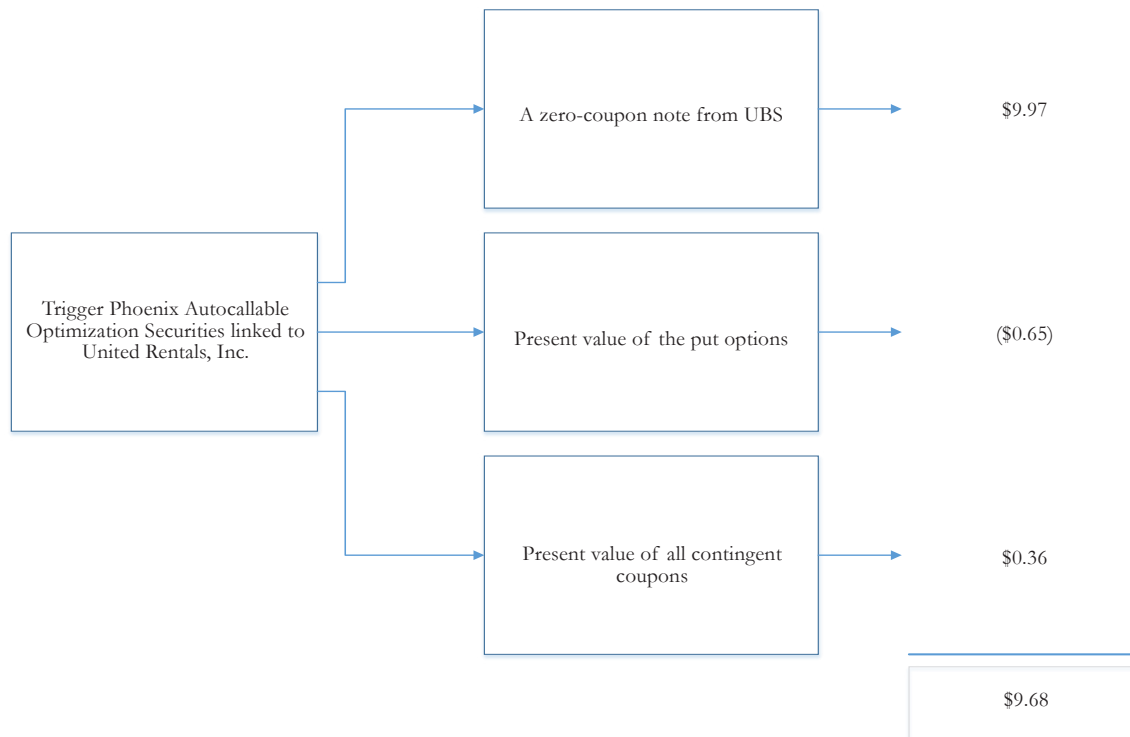 A zero-coupon note from UBS
$9.97
Trigger Phoenix Autocallable
Optimization Securities linked to
United Rentals, Inc.
Present value of the put options
($0.65)
Present value of all contingent
coupons
$0.36
$9.68